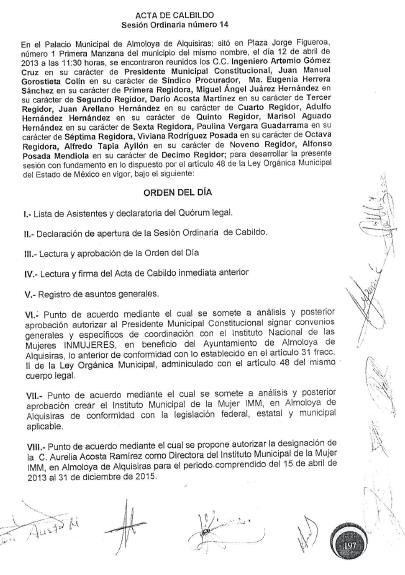 ACTA DE CALBILDO
Sesión Ordinaria número 14
En el Palacio Municipal de Almoloya de Alquisiras; sitó en Plaza Jorge Figueroa,
número 1 Primera Manzana del municipio del mismo nombre, el día 12 de abril de
2013 a las 11:30 horas, se encontraron reunidos los C.C. Ingeniero Artemio Gómez
Cruz en su carácter de Presidente Municipal Constitucional, Juan Manuel
Gorostieta Colín en su carácter de Síndico Procurador, Ma. Eugenia Herrera
Sánchez en su carácter de Primera Regidora, Miguel Ángel Juárez Hernández en
su carácter de Segundo Regidor, Darío Acosta Martínez en su carácter de Tercer
Regidor, Juan Arellano Hernández en su carácter de Cuarto Regidor, Adolfo
Hernández Hernández en su carácter de Quinto Regidor, Marisol Aguado
Hernández en su carácter de Sexta Regidora, Paulina Vergara Guadarrama en su
carácter de Séptima Regidora, Viviana Rodríguez Posada en su carácter de Octava
Regidora, Alfredo Tapia Ayllón en su carácter de Noveno Regidor, Alfonso
Posada Mendiola en su carácter de Decimo Regidor; para desarrollar la presente
sesión con fundamento en lo dispuesto por el artículo 48 de la Ley Orgánica Municipal
del Estado de México en vigor, bajo el siguiente:
ORDEN DEL DÍA
I.- Lista de Asistentes y declaratoria del Quórum legal.
II.- Declaración de apertura de la Sesión Ordinaria de Cabildo.
III.- Lectura y aprobación de la Orden del Día
IV.- Lectura y firma del Acta de Cabildo inmediata anterior
V.- Registro de asuntos generales.
VI.- Punto de acuerdo mediante el cual se somete a análisis y posterior
aprobación autorizar al Presidente Municipal Constitucional signar convenios
generales y específicos de coordinación con el Instituto Nacional de las
Mujeres INMUJERES, en beneficio del Ayuntamiento de Almoloya de
Alquisiras, lo anterior de conformidad con lo establecido en el artículo 31 fracc.
II de la Ley Orgánica Municipal, adminiculado con el artículo 48 del mismo
cuerpo legal.
VII.- Punto de acuerdo mediante el cual se somete a análisis y posterior
aprobación crear el Instituto Municipal de la Mujer IMM, en Almoloya de
Alquisiras de conformidad con la legislación federal, estatal y municipal
aplicable.
VIII.- Punto de acuerdo mediante el cual se propone autorizar la designación de
la C. Aurelia Acosta Ramírez como Directora del Instituto Municipal de la Mujer
IMM, en Almoloya de Alquisiras para el periodo comprendido del 15 de abril de
2013 al 31 de diciembre de 2015.
197